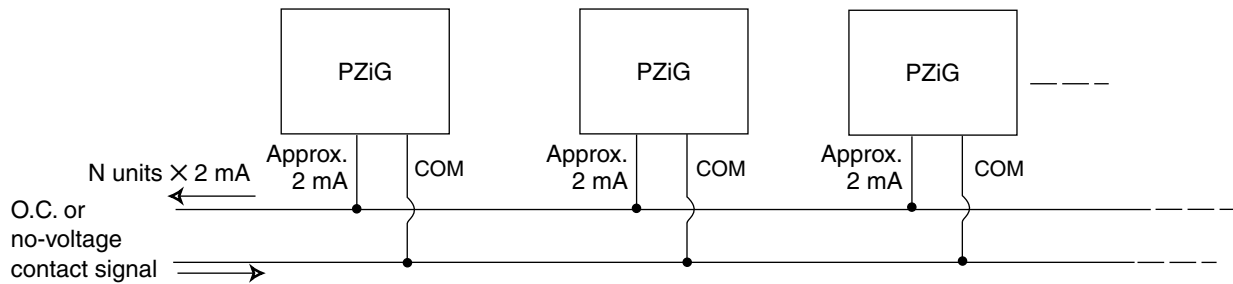 PZiG
PZiG
PZiG
Approx.
2 mA
COM
Approx.
2 mA
COM
Approx.
2 mA
COM
N units × 2 mA
O.C. or
no-voltage
contact signal